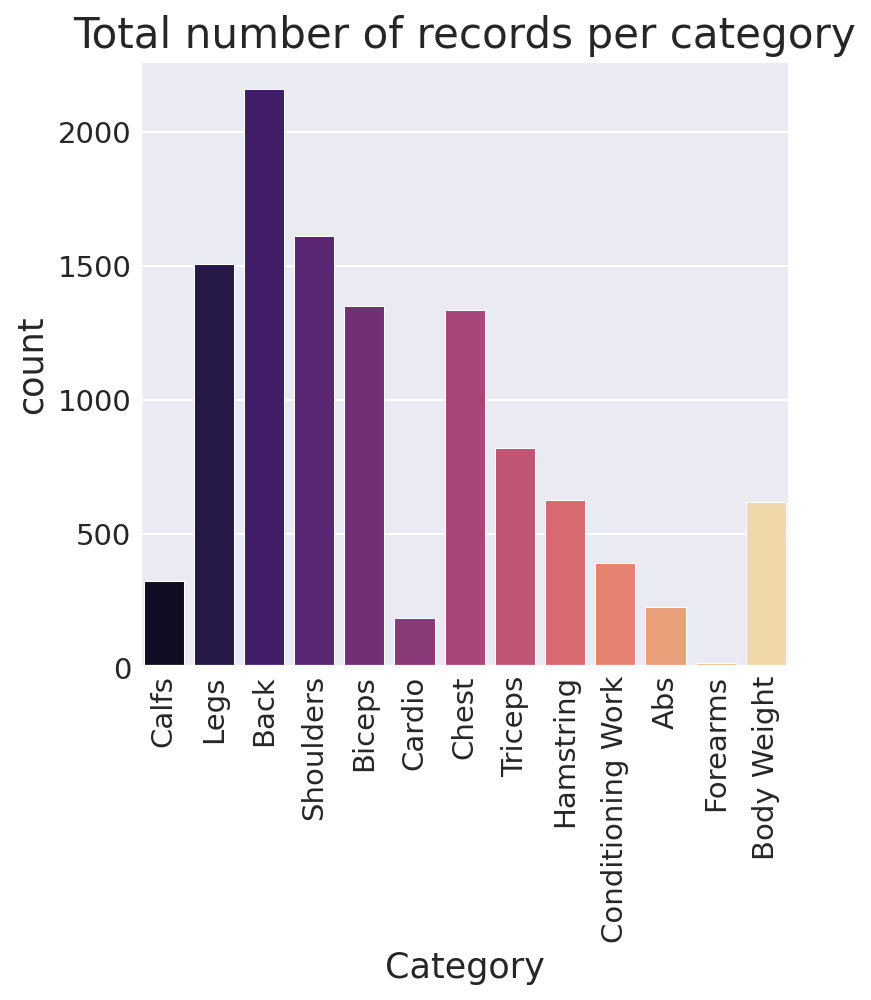 Total number of records per category
2000
1500
1000
500
0
count
Calfs
Legs
Back
Shoulders
Biceps
Cardio
Chest
Triceps
Hamstring
Conditioning Work
Abs
Forearms
Body Weight
Category